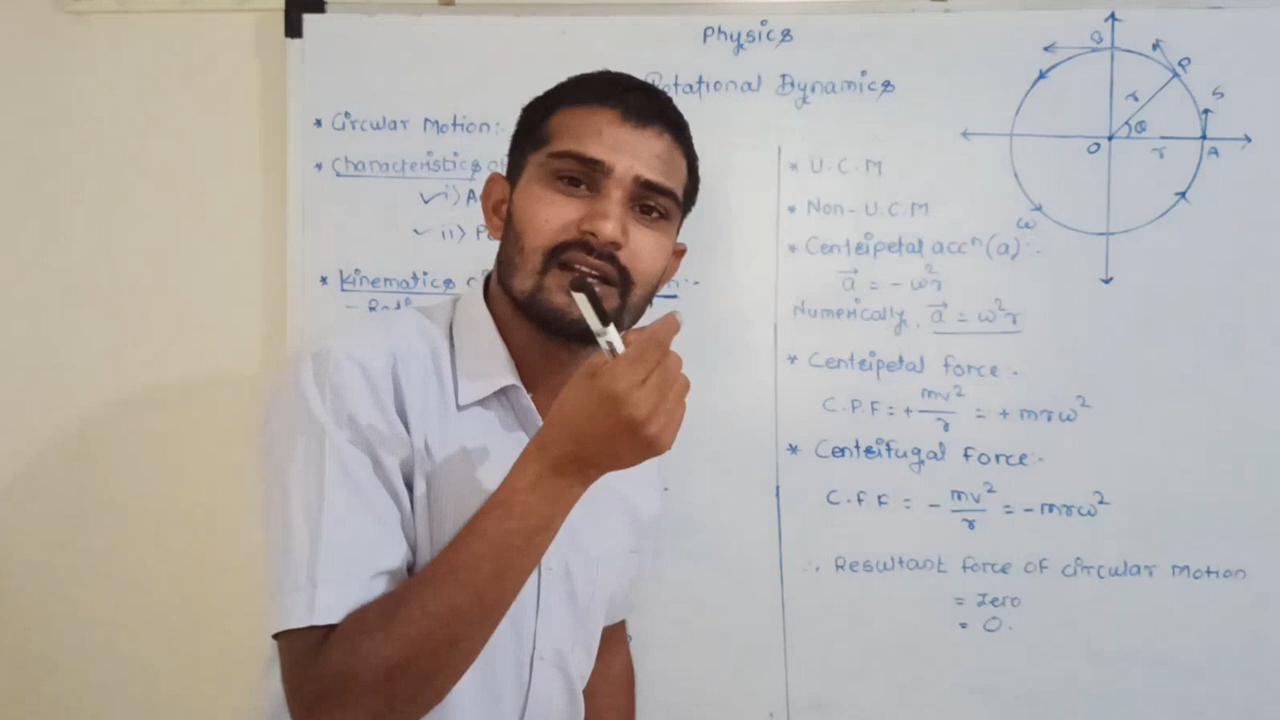 Physics
Rotational Dynamics
* Circular Motion:-
* Characteristics of
✓ i) A
✓ ii) P
* Kinematics :-
* U.C.M
* Non-U.C.M
* Centripetal accⁿ(a):-
a⃗ = -ω²r
Numerically, a⃗ = ω²r
* Centripetal force :-
C.P.F = + mv²/r = + mrω²
* Centrifugal force:-
C.F.F = - mv²/r = - mrω²
∴ Resultant force of circular Motion
= Zero
= 0.
B
P
S
r
θ
O
r
A
ω